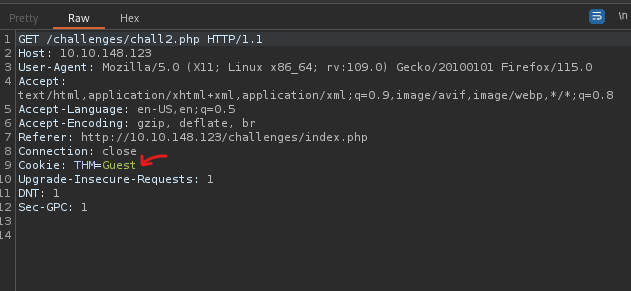 Pretty Raw Hex \n
1 GET /challenges/chall2.php HTTP/1.1
2 Host: 10.10.148.123
3 User-Agent: Mozilla/5.0 (X11; Linux x86_64; rv:109.0) Gecko/20100101 Firefox/115.0
4 Accept:
text/html,application/xhtml+xml,application/xml;q=0.9,image/avif,image/webp,*/*;q=0.8
5 Accept-Language: en-US,en;q=0.5
6 Accept-Encoding: gzip, deflate, br
7 Referer: http://10.10.148.123/challenges/index.php
8 Connection: close
9 Cookie: THM=Guest
10 Upgrade-Insecure-Requests: 1
11 DNT: 1
12 Sec-GPC: 1
13
14